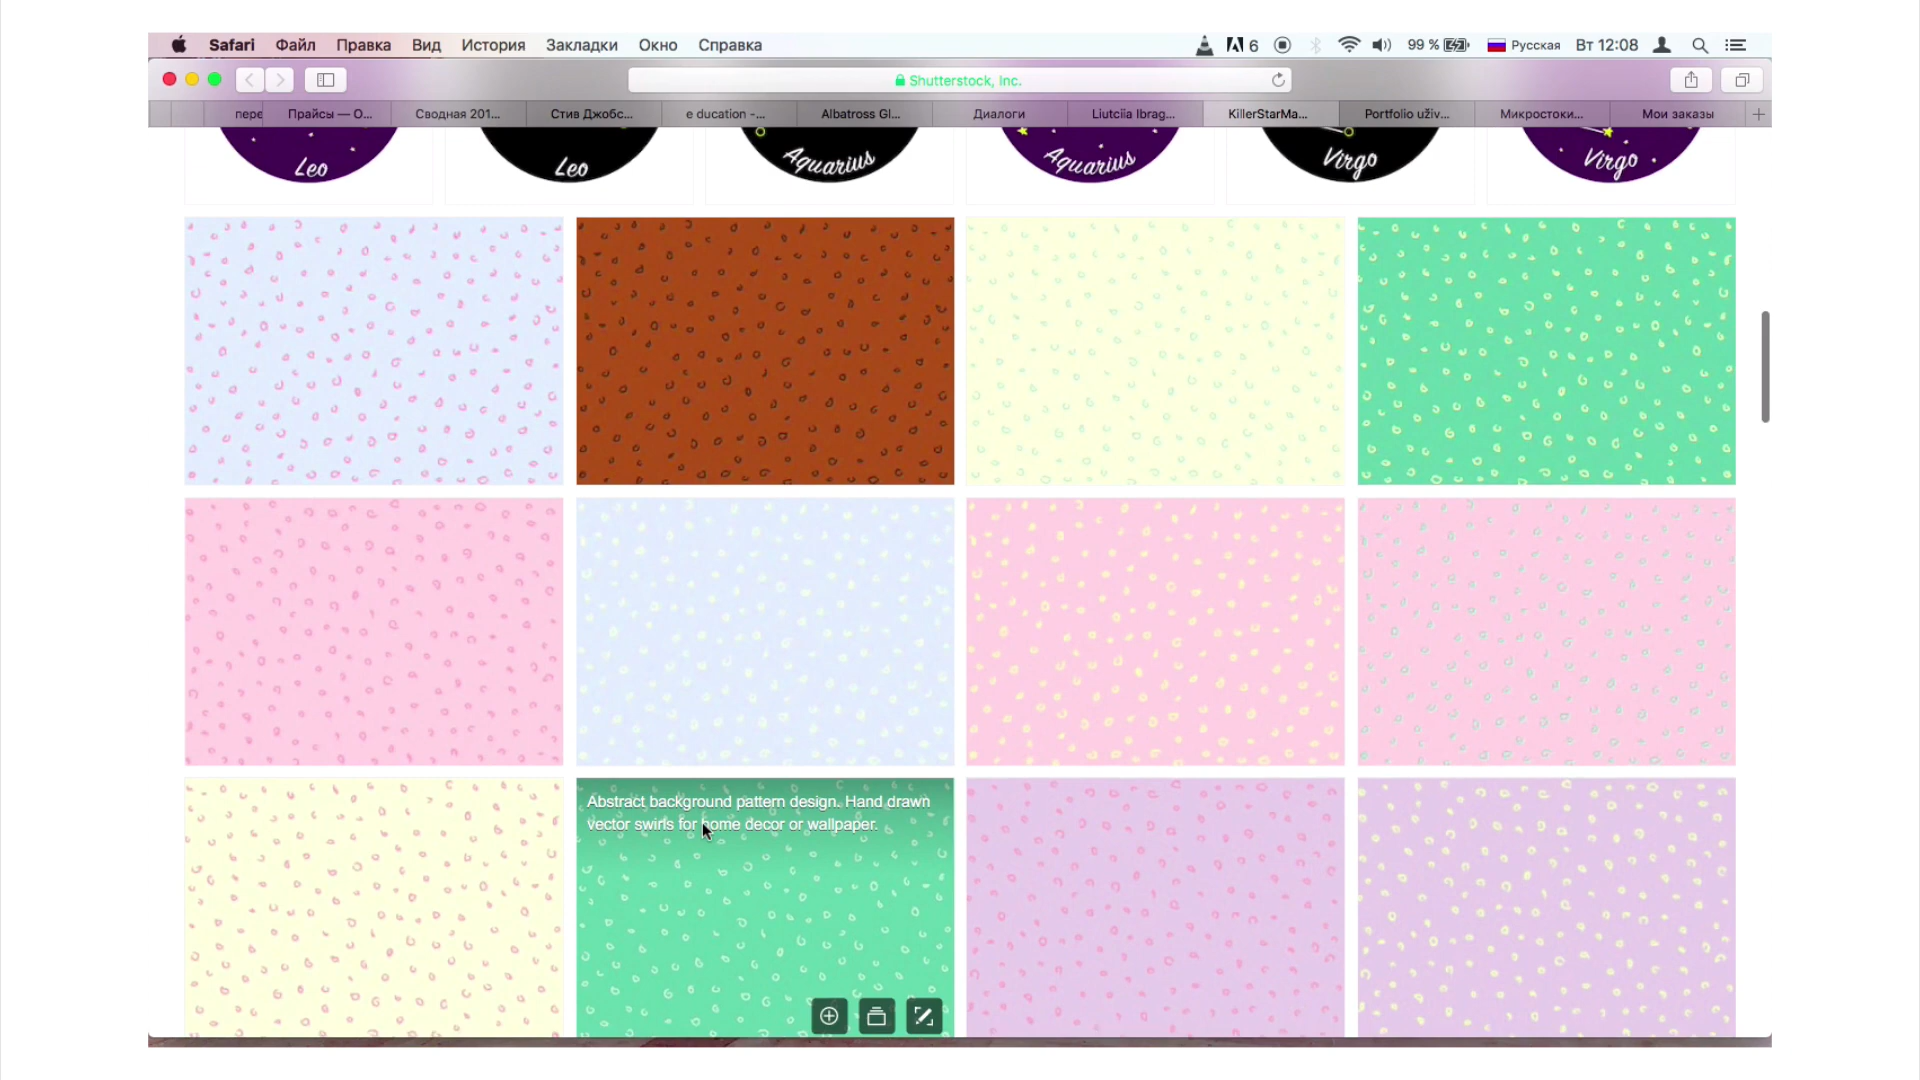 Safari Файл Правка Вид История Закладки Окно Справка 6 99 % Русская Вт 12:08
Shutterstock, Inc.
пере Прайсы — О... Сводная 201... Стив Джобс... e ducation -... Albatross Gl... Диалоги Liutciia Ibrag... KillerStarMa... Portfolio uživ... Микростоки... Мои заказы
Leo Leo Aquarius Aquarius Virgo Virgo
Abstract background pattern design. Hand drawn
vector swirls for home decor or wallpaper.